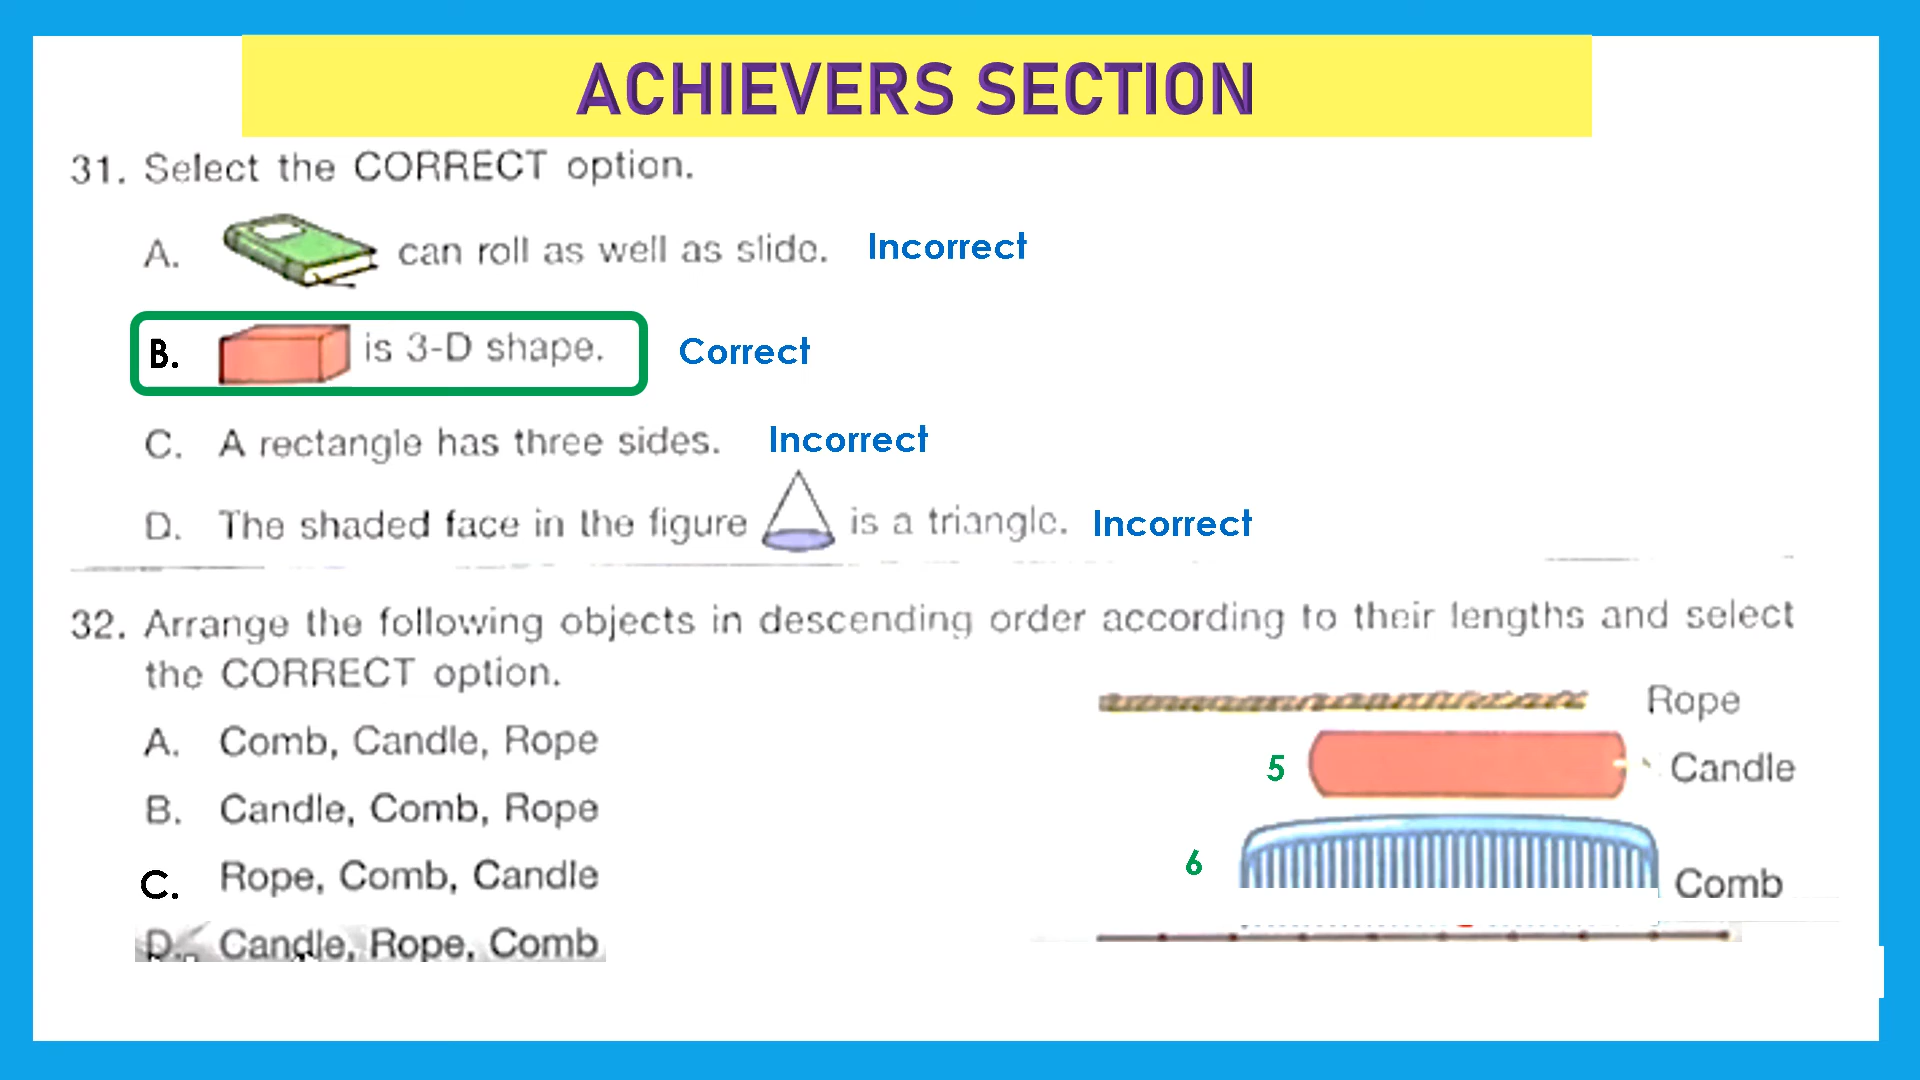 ACHIEVERS SECTION
31. Select the CORRECT option.
A. can roll as well as slide. Incorrect
B. is 3-D shape. Correct
C. A rectangle has three sides. Incorrect
D. The shaded face in the figure is a triangle. Incorrect
32. Arrange the following objects in descending order according to their lengths and select
the CORRECT option.
A. Comb, Candle, Rope
B. Candle, Comb, Rope
C. Rope, Comb, Candle
D. Candle, Rope, Comb
Rope
5 Candle
6 Comb